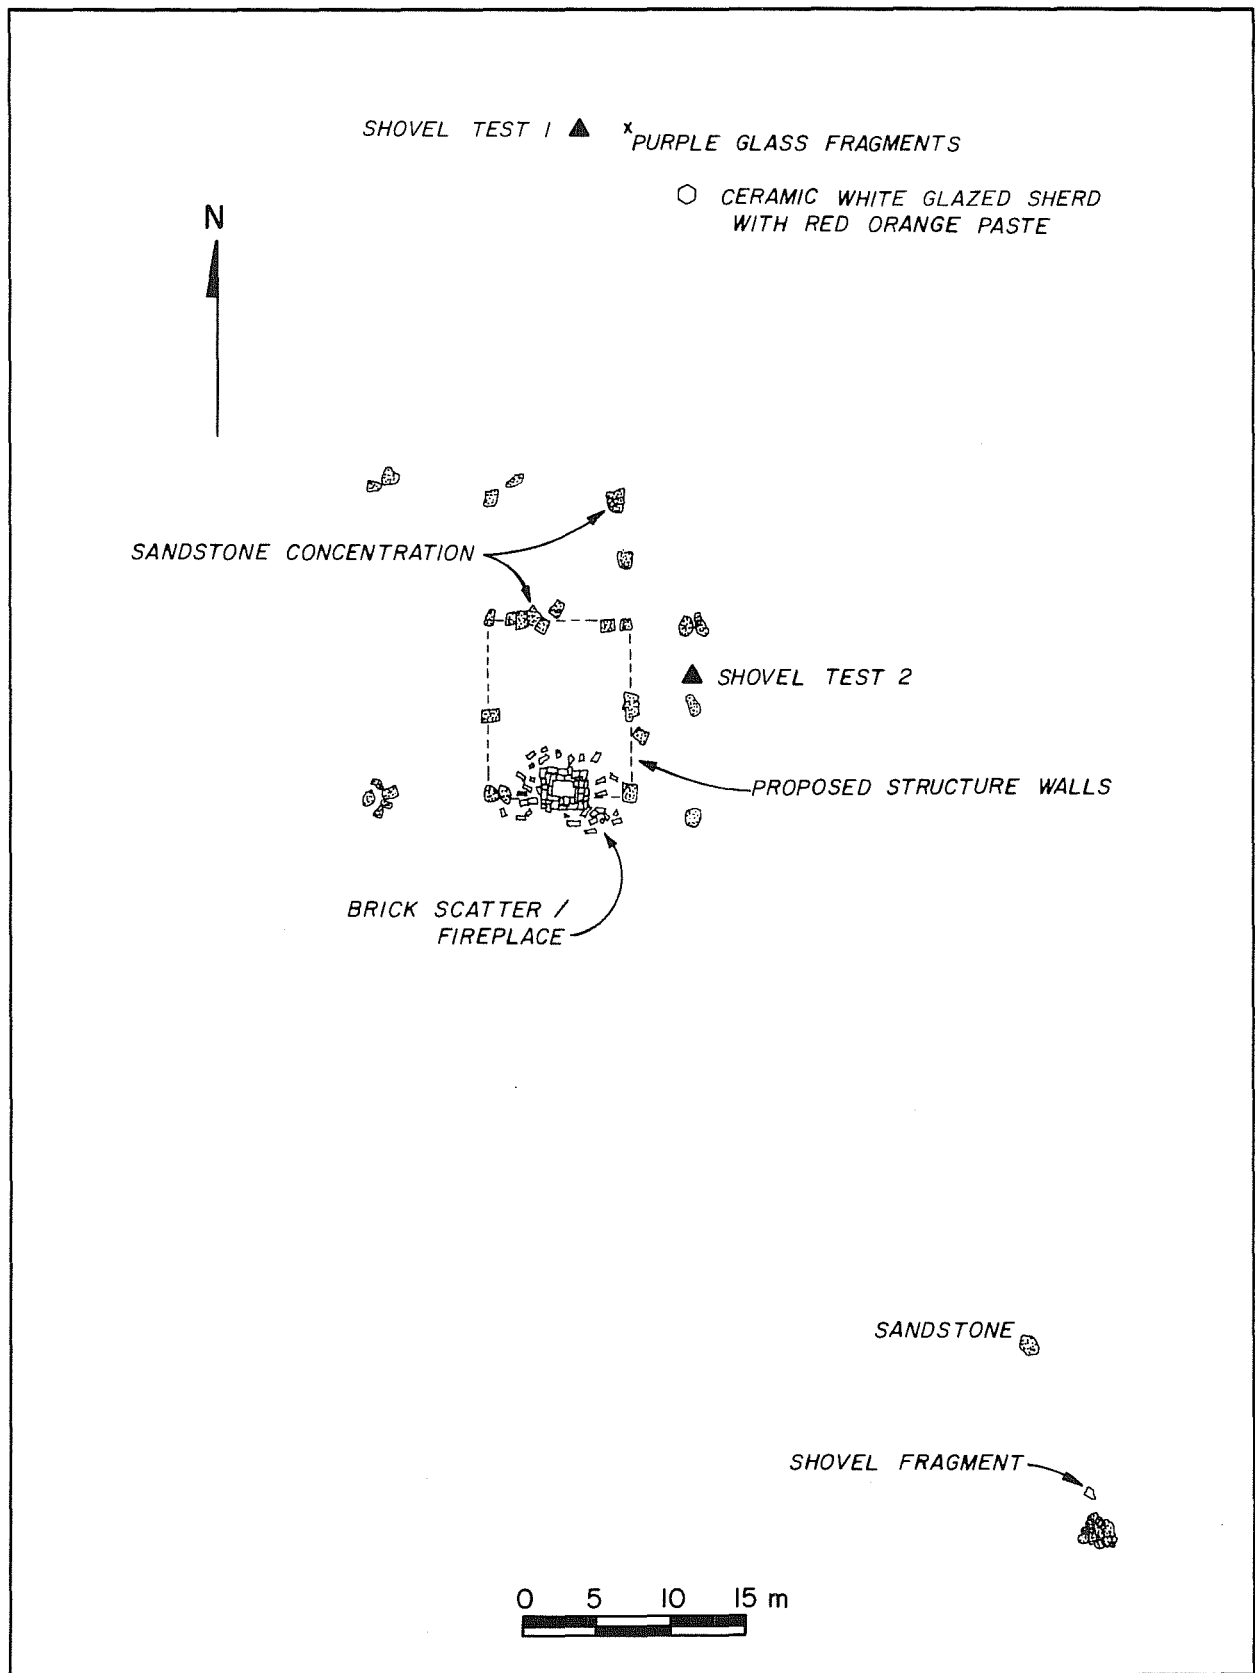 SHOVEL TEST 1
PURPLE GLASS FRAGMENTS
CERAMIC WHITE GLAZED SHERD
WITH RED ORANGE PASTE
N
SANDSTONE CONCENTRATION
SHOVEL TEST 2
PROPOSED STRUCTURE WALLS
BRICK SCATTER /
FIREPLACE
SANDSTONE
SHOVEL FRAGMENT
0 5 10 15 m